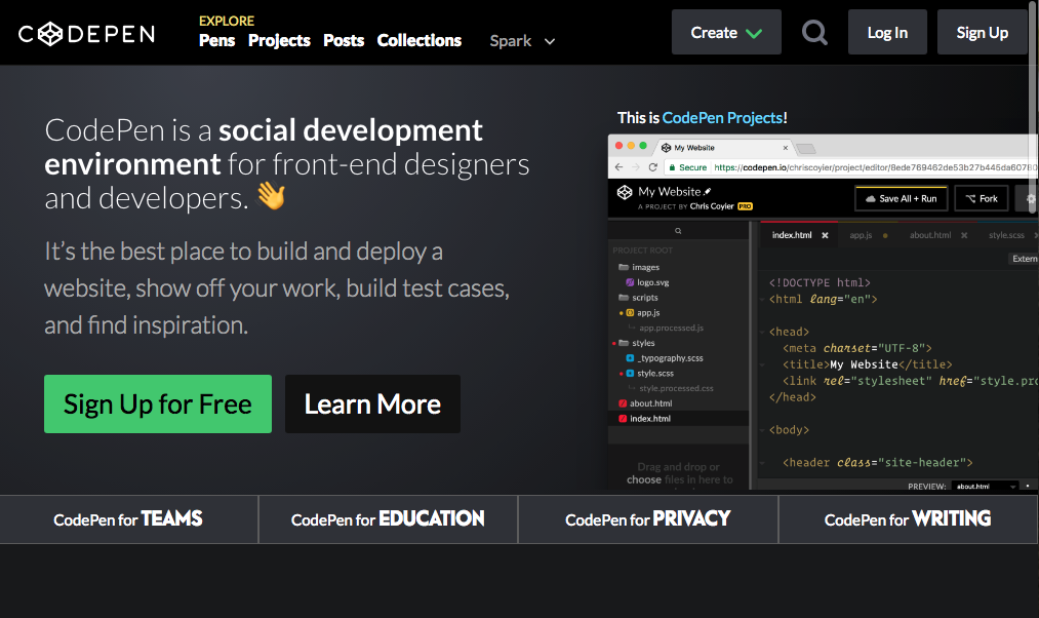 CODEPEN
EXPLORE
Pens Projects Posts Collections
Spark
Create
Log In
Sign Up
CodePen is a social development
environment for front-end designers
and developers. 👋
It's the best place to build and deploy a
website, show off your work, build test cases,
and find inspiration.
Sign Up for Free
Learn More
This is CodePen Projects!
My Website
Secure https://codepen.io/chriscoyier/project/editor/8ede769462de53b27b445da60780
My Website
A PROJECT BY Chris Coyier PRO
Save All + Run
Fork
index.html
app.js
about.html
style.scss
Extern
PROJECT ROOT
images
logo.svg
scripts
app.js
app.processed.js
styles
_typography.scss
style.scss
style.processed.css
about.html
index.html
Drag and drop or
choose files in here to
<!DOCTYPE html>
<html lang="en">
<head>
<meta charset="UTF-8">
<title>My Website</title>
<link rel="stylesheet" href="style.pro
</head>
<body>
<header class="site-header">
PREVIEW: about.html
CodePen for TEAMS
CodePen for EDUCATION
CodePen for PRIVACY
CodePen for WRITING